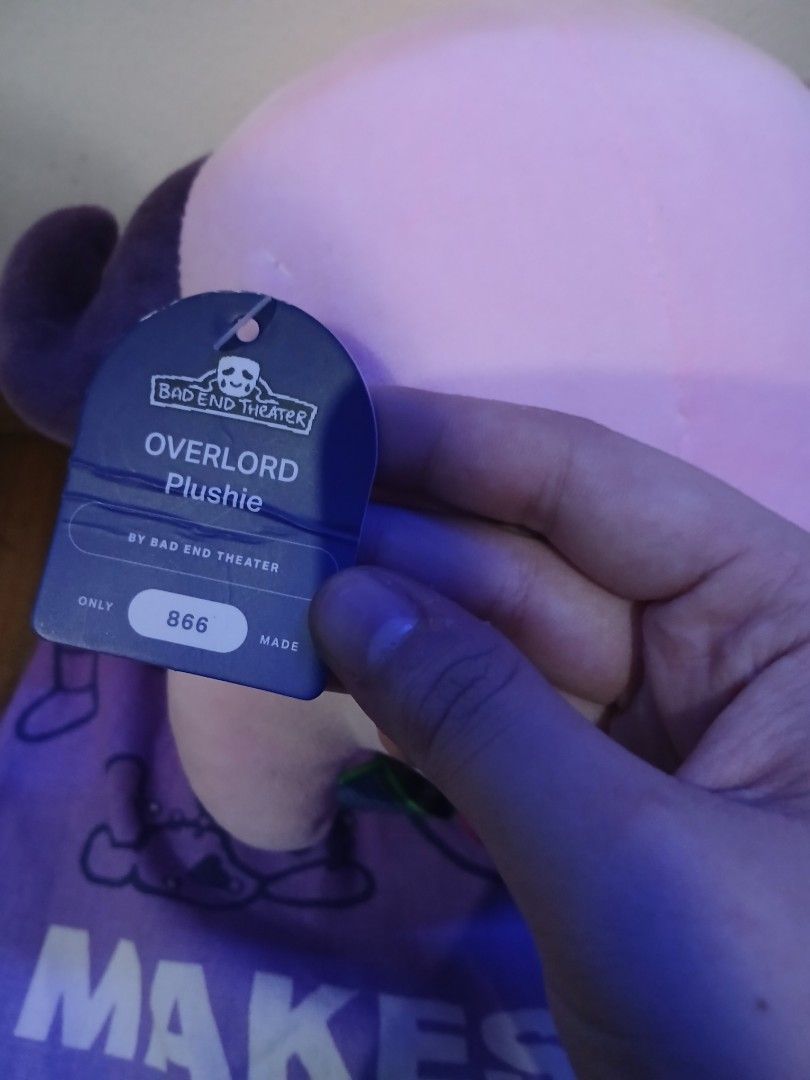 BAD END THEATER
OVERLORD
Plushie
BY BAD END THEATER
ONLY 866 MADE
MAKES